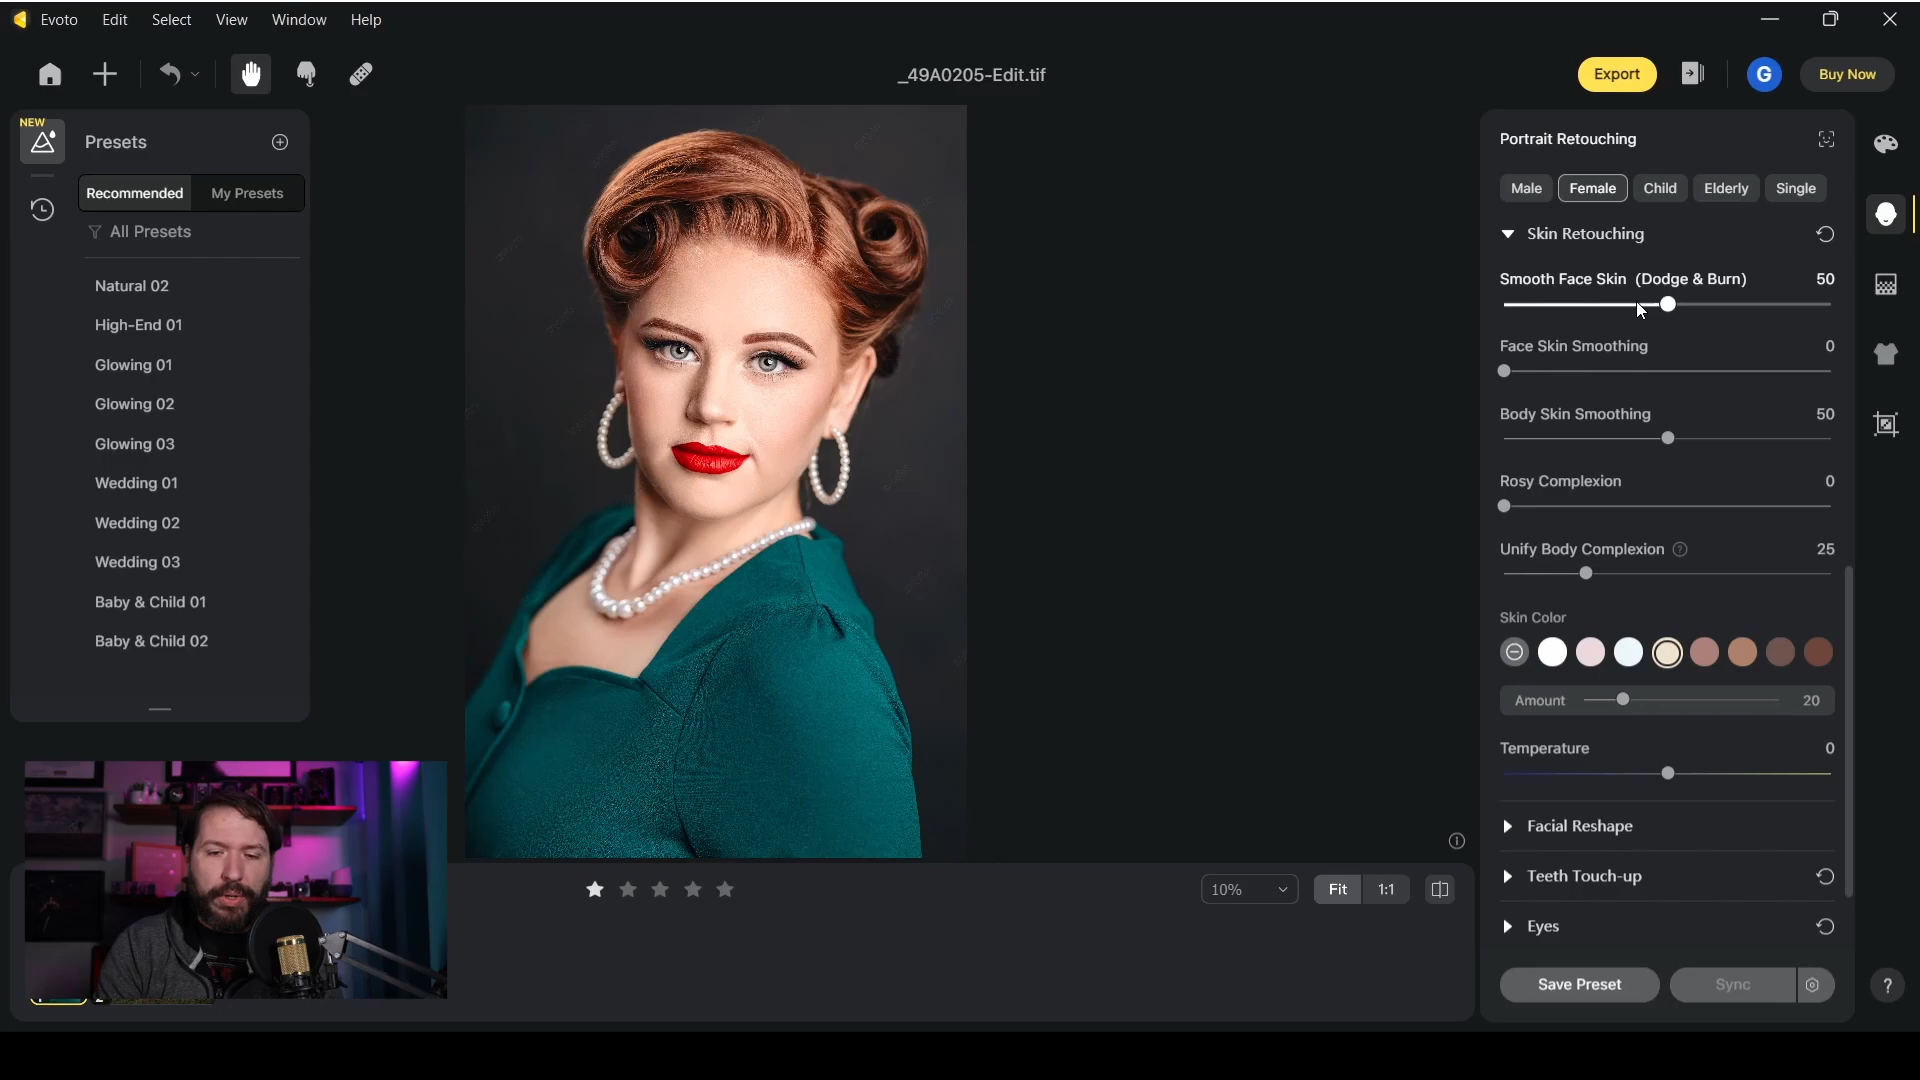 Evoto Edit Select View Window Help
_49A0205-Edit.tif
Export
G
Buy Now
NEW
Presets
Recommended My Presets
All Presets
Natural 02
High-End 01
Glowing 01
Glowing 02
Glowing 03
Wedding 01
Wedding 02
Wedding 03
Baby & Child 01
Baby & Child 02
10%
Fit 1:1
Portrait Retouching
Male Female Child Elderly Single
Skin Retouching
Smooth Face Skin (Dodge & Burn) 50
Face Skin Smoothing 0
Body Skin Smoothing 50
Rosy Complexion 0
Unify Body Complexion ? 25
Skin Color
Amount 20
Temperature 0
Facial Reshape
Teeth Touch-up
Eyes
Save Preset Sync
?